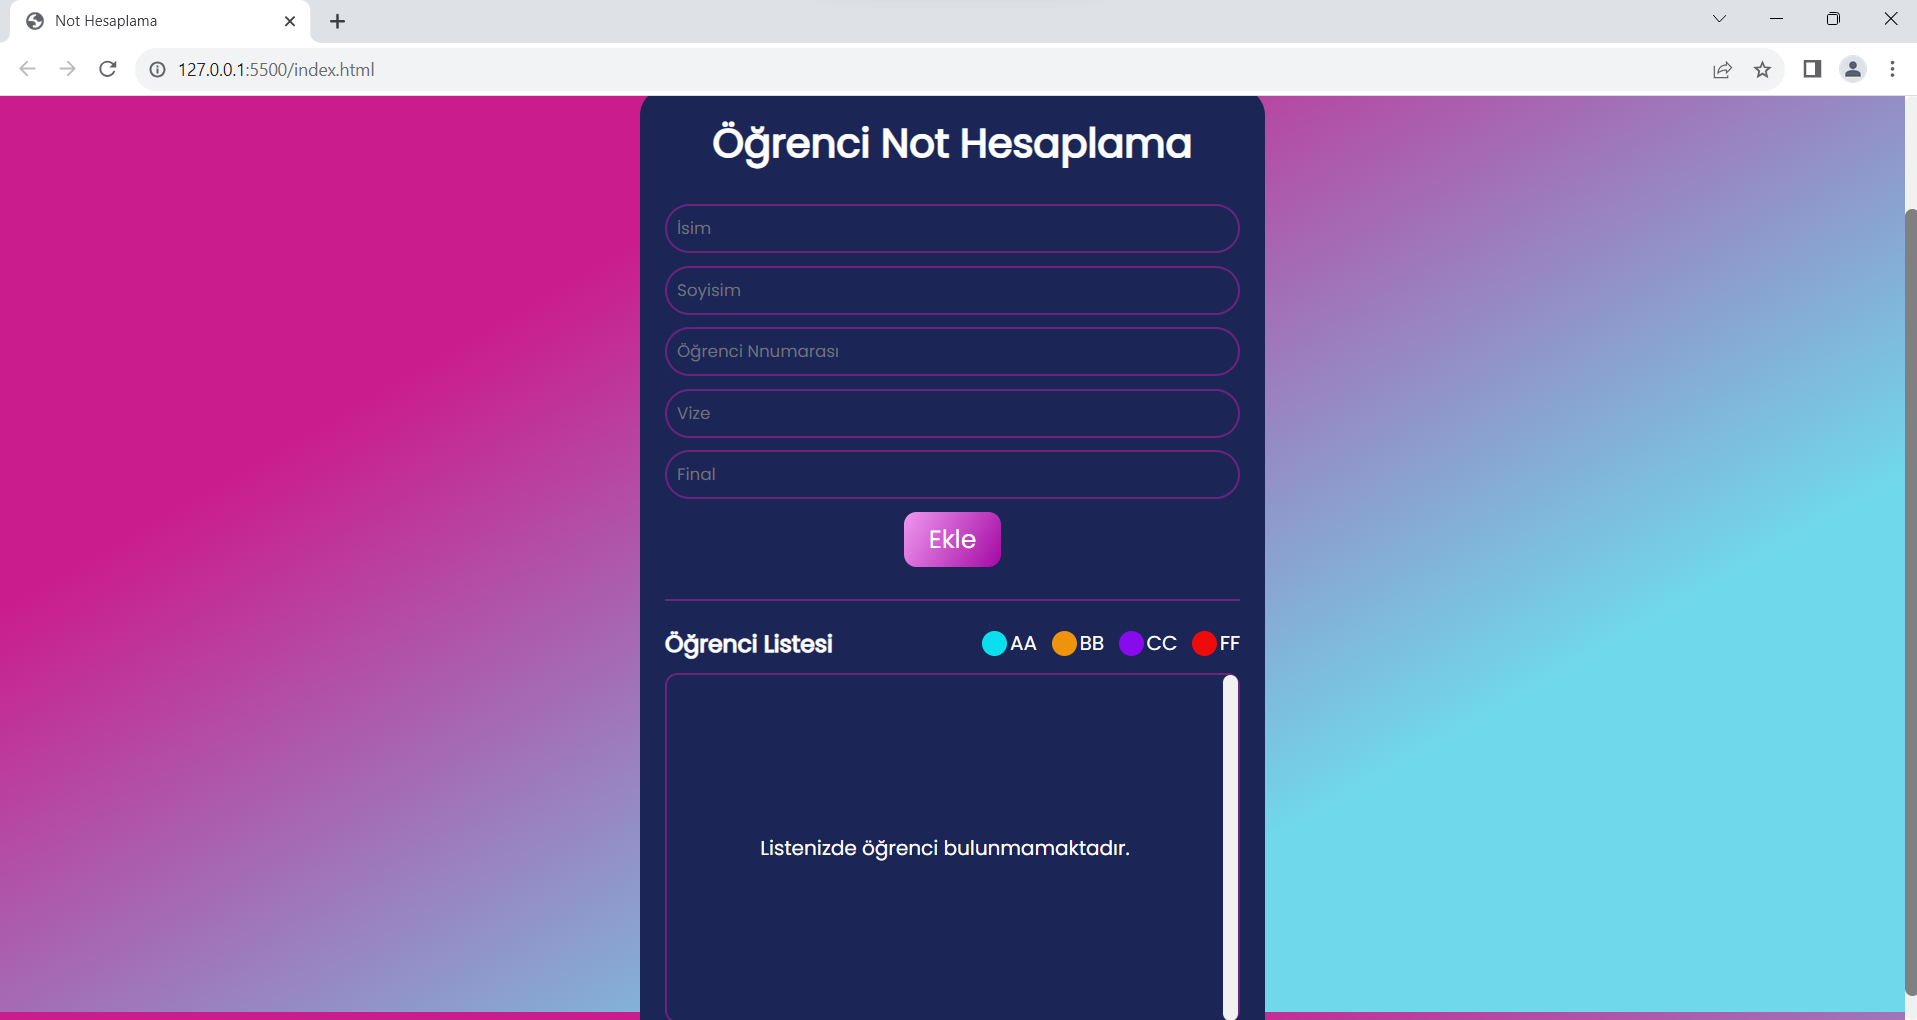 Not Hesaplama
127.0.0.1:5500/index.html
Öğrenci Not Hesaplama
İsim
Soyisim
Öğrenci Nnumarası
Vize
Final
Ekle
Öğrenci Listesi AA BB CC FF
Listenizde öğrenci bulunmamaktadır.